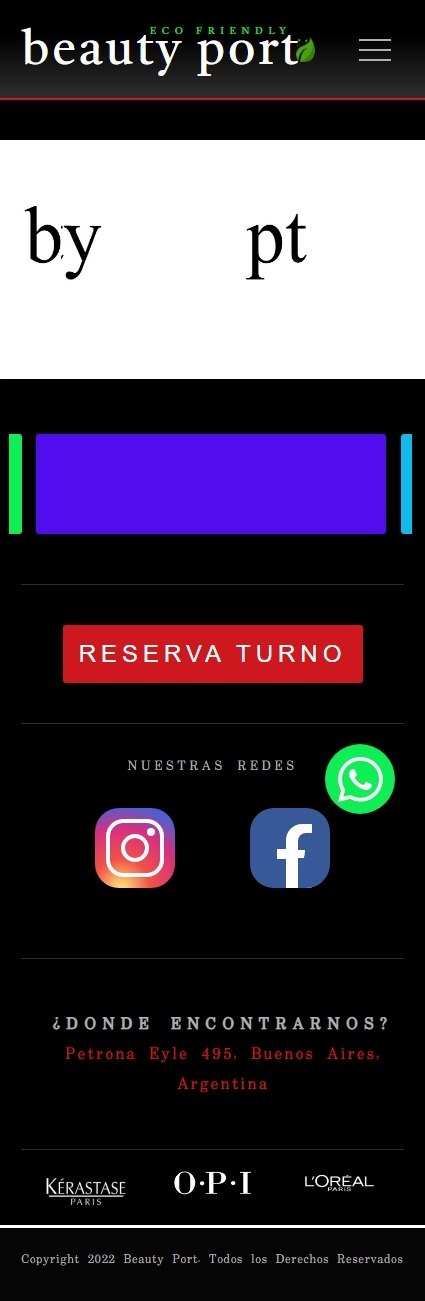 ECO FRIENDLY
beauty port
by pt
RESERVA TURNO
NUESTRAS REDES
¿DONDE ENCONTRARNOS?
Petrona Eyle 495, Buenos Aires,
Argentina
KÉRASTASE
PARIS
O·P·I
L'ORÉAL
PARIS
Copyright 2022 Beauty Port. Todos los Derechos Reservados